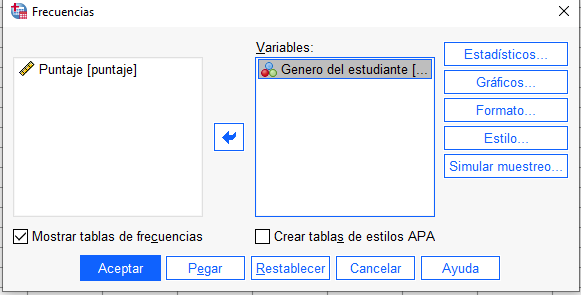 Frecuencias
Variables:
Puntaje [puntaje]
Genero del estudiante [...
Estadísticos...
Gráficos...
Formato...
Estilo...
Simular muestreo...
Mostrar tablas de frecuencias
Crear tablas de estilos APA
Aceptar
Pegar
Restablecer
Cancelar
Ayuda